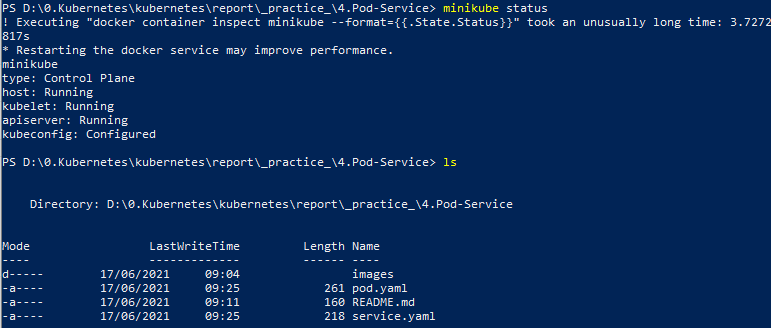 PS D:\0.Kubernetes\kubernetes\report\_practice_\4.Pod-Service> minikube status
! Executing "docker container inspect minikube --format={{.State.Status}}" took an unusually long time: 3.7272
817s
* Restarting the docker service may improve performance.
minikube
type: Control Plane
host: Running
kubelet: Running
apiserver: Running
kubeconfig: Configured
PS D:\0.Kubernetes\kubernetes\report\_practice_\4.Pod-Service> ls
Directory: D:\0.Kubernetes\kubernetes\report\_practice_\4.Pod-Service
Mode LastWriteTime Length Name
---- ------------- ------ ----
d----- 17/06/2021 09:04 images
-a---- 17/06/2021 09:25 261 pod.yaml
-a---- 17/06/2021 09:11 160 README.md
-a---- 17/06/2021 09:25 218 service.yaml